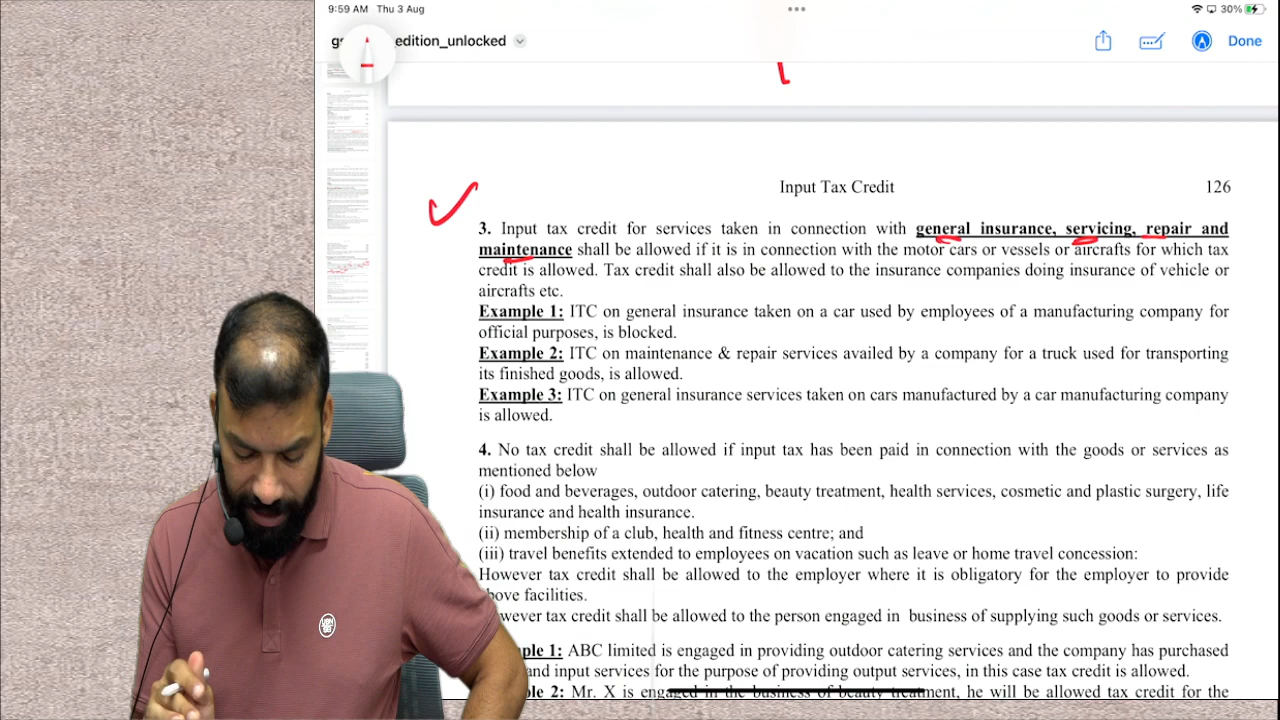 9:59 AM Thu 3 Aug
30%
edition_unlocked
Done
Input Tax Credit
3. Input tax credit for services taken in connection with general insurance, servicing, repair and
maintenance shall be allowed if it is in connection with the motor cars or vessels or aircrafts for which tax
credit is allowed. Tax credit shall also be allowed to the insurance companies doing insurance of vehicle or
aircrafts etc.
Example 1: ITC on general insurance taken on a car used by employees of a manufacturing company for
official purposes, is blocked.
Example 2: ITC on maintenance & repair services availed by a company for a truck used for transporting
its finished goods, is allowed.
Example 3: ITC on general insurance services taken on cars manufactured by a car manufacturing company
is allowed.
4. No tax credit shall be allowed if input tax has been paid in connection with the goods or services as
mentioned below
(i) food and beverages, outdoor catering, beauty treatment, health services, cosmetic and plastic surgery, life
insurance and health insurance.
(ii) membership of a club, health and fitness centre; and
(iii) travel benefits extended to employees on vacation such as leave or home travel concession:
However tax credit shall be allowed to the employer where it is obligatory for the employer to provide
above facilities.
However tax credit shall be allowed to the person engaged in business of supplying such goods or services.
ple 1: ABC limited is engaged in providing outdoor catering services and the company has purchased
and input services for the purpose of providing output services, in this case tax credit is allowed.
ple 2: Mr. X is engaged in the business of beauty treatment, he will be allowed tax credit for the